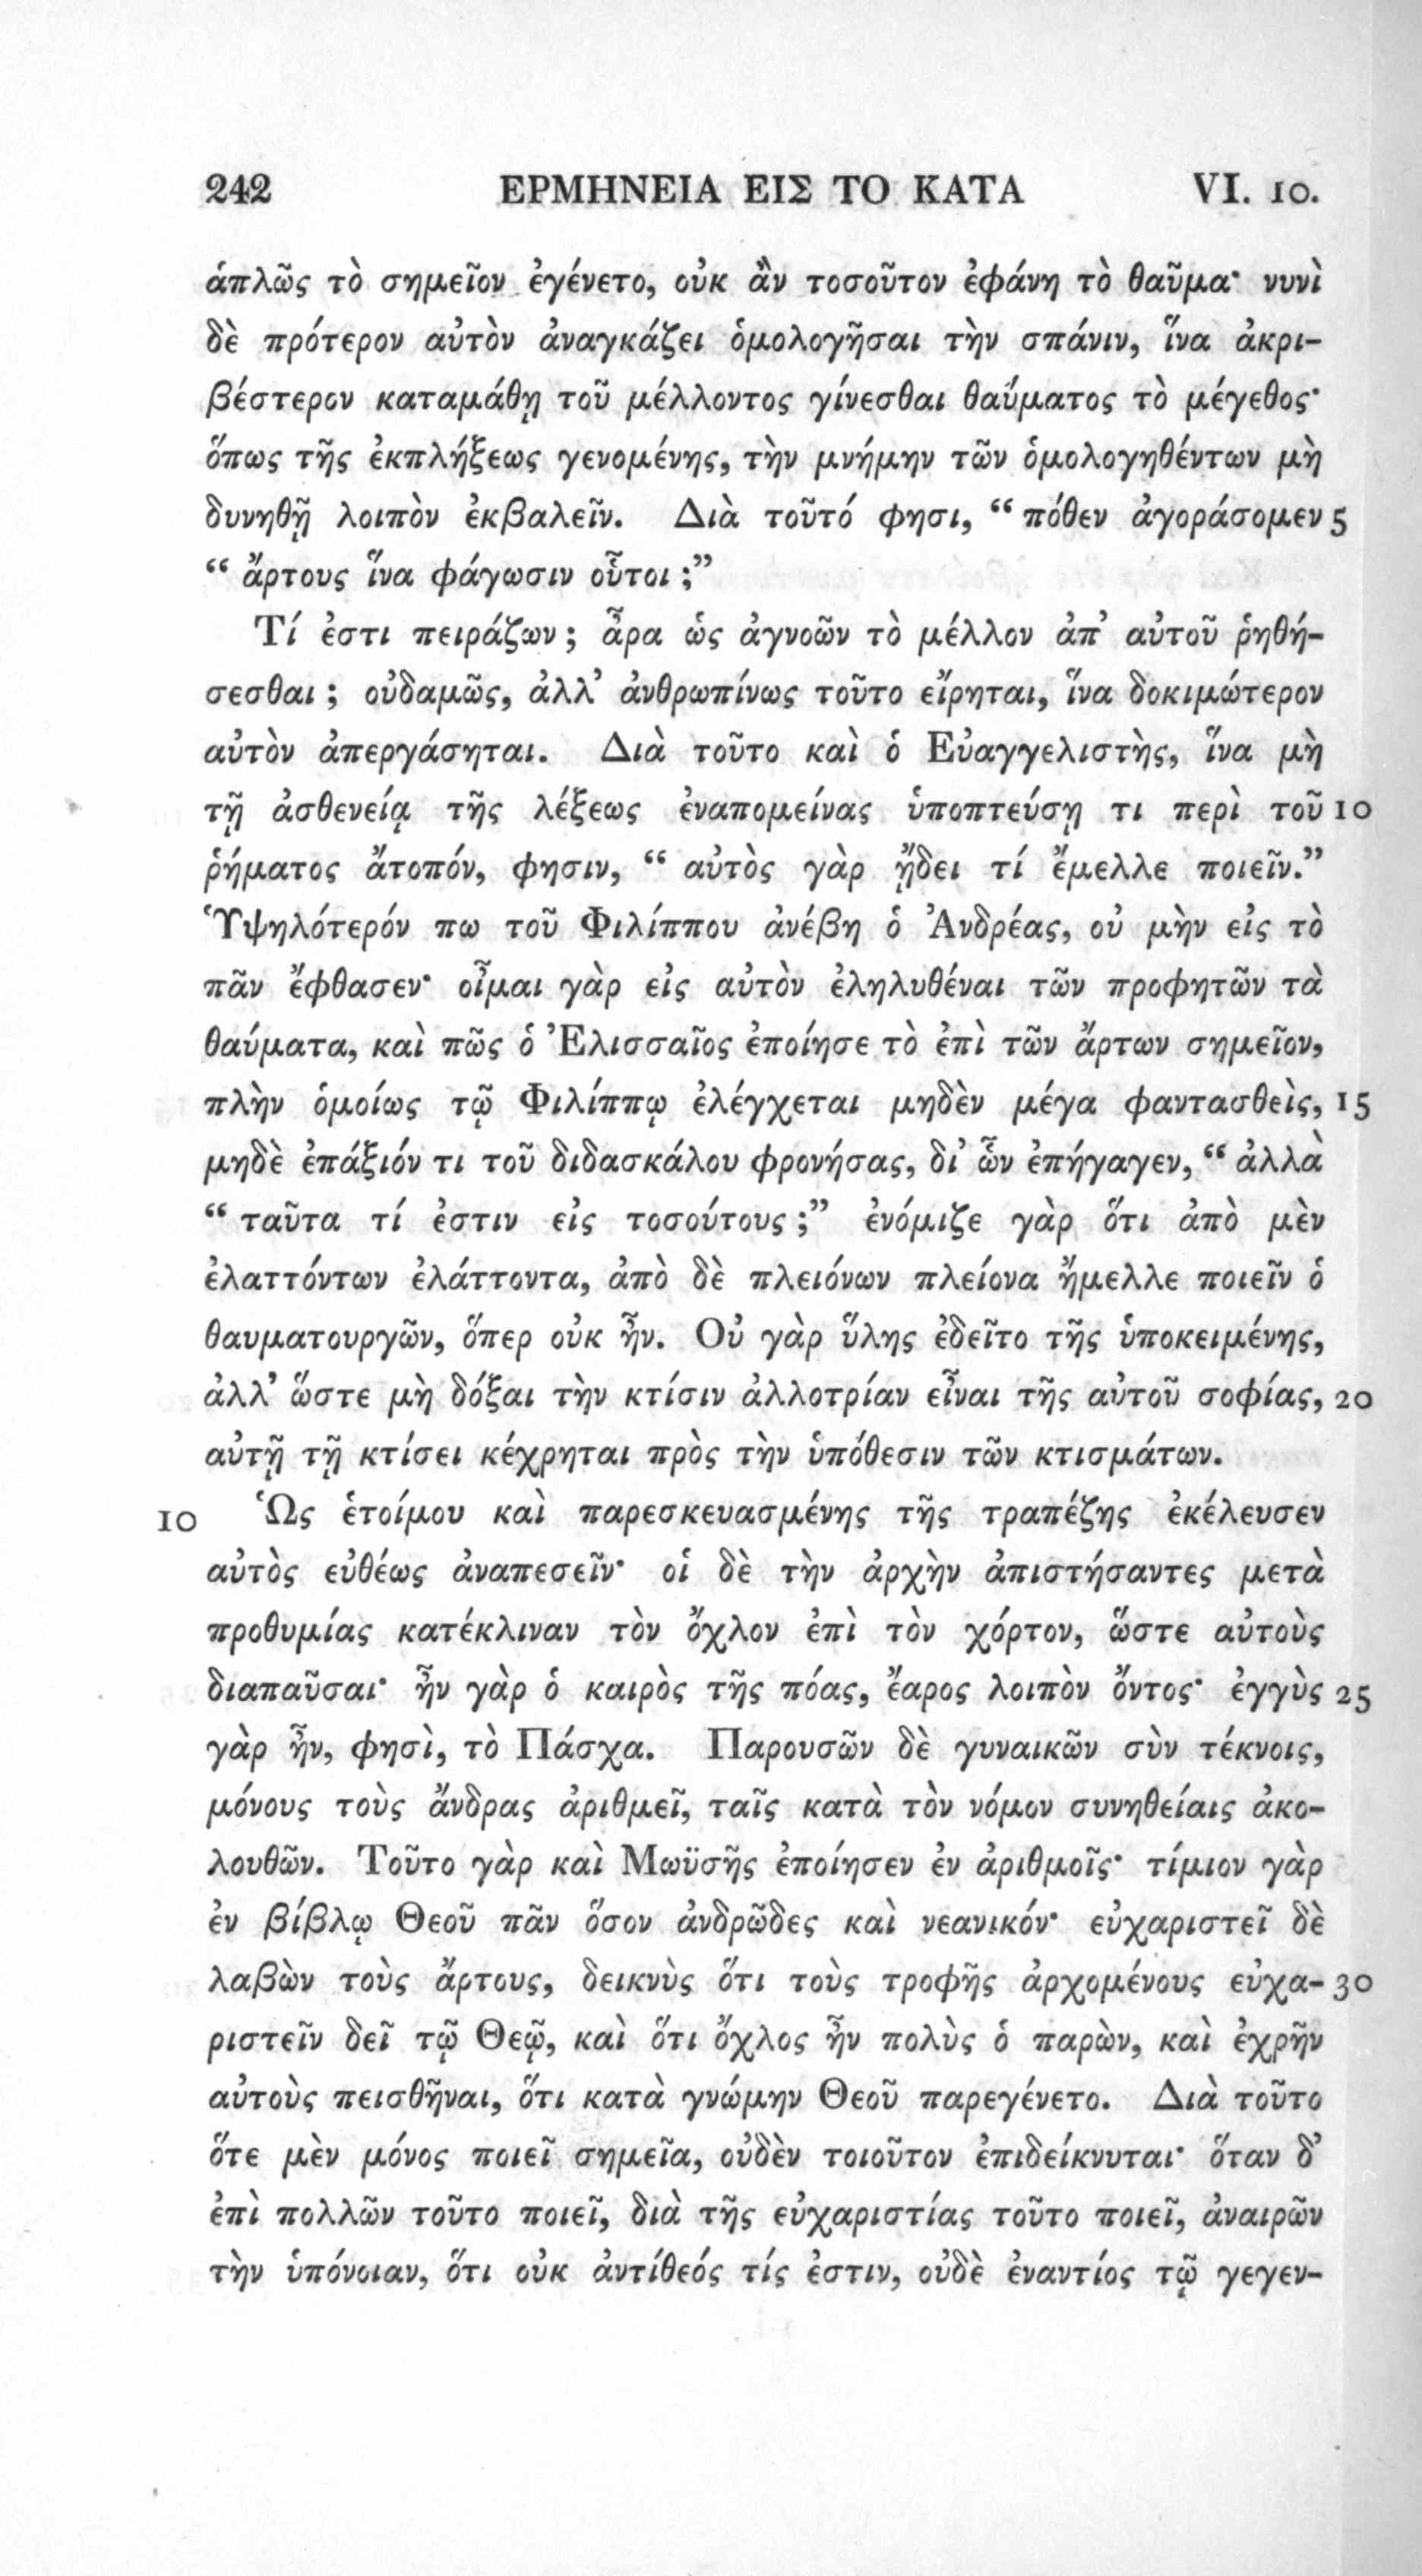 242 ΕΡΜΗΝΕΙΑ ΕΙΣ ΤΟ ΚΑΤΑ VI. 10.
ἁπλῶς τὸ σημεῖον ἐγένετο, οὐκ ἂν τοσοῦτον ἐφάνη τὸ θαῦμα· νυνὶ
δὲ πρότερον αὐτὸν ἀναγκάζει ὁμολογῆσαι τὴν σπάνιν, ἵνα ἀκρι-
βέστερον καταμάθῃ τοῦ μέλλοντος γίνεσθαι θαύματος τὸ μέγεθος·
ὅπως τῆς ἐκπλήξεως γενομένης, τὴν μνήμην τῶν ὁμολογηθέντων μὴ
δυνηθῇ λοιπὸν ἐκβαλεῖν. Διὰ τοῦτό φησι, “ πόθεν ἀγοράσομεν 5
“ ἄρτους ἵνα φάγωσιν οὗτοι ;”
Τί ἐστι πειράζων ; ἆρα ὡς ἀγνοῶν τὸ μέλλον ἀπ’ αὐτοῦ ῥηθή-
σεσθαι ; οὐδαμῶς, ἀλλ’ ἀνθρωπίνως τοῦτο εἴρηται, ἵνα δοκιμώτερον
αὐτὸν ἀπεργάσηται. Διὰ τοῦτο καὶ ὁ Εὐαγγελιστὴς, ἵνα μὴ
τῇ ἀσθενείᾳ τῆς λέξεως ἐναπομείνας ὑποπτεύσῃ τι περὶ τοῦ 10
ῥήματος ἄτοπόν, φησιν, “ αὐτὸς γὰρ ᾔδει τί ἔμελλε ποιεῖν.”
Ὑψηλότερόν πω τοῦ Φιλίππου ἀνέβη ὁ Ἀνδρέας, οὐ μὴν εἰς τὸ
πᾶν ἔφθασεν· οἶμαι γὰρ εἰς αὐτὸν ἐληλυθέναι τῶν προφητῶν τὰ
θαύματα, καὶ πῶς ὁ Ἐλισσαῖος ἐποίησε τὸ ἐπὶ τῶν ἄρτων σημεῖον,
πλὴν ὁμοίως τῷ Φιλίππῳ ἐλέγχεται μηδὲν μέγα φαντασθεὶς, 15
μηδὲ ἐπάξιόν τι τοῦ διδασκάλου φρονήσας, δι’ ὧν ἐπήγαγεν, “ ἀλλὰ
“ ταῦτα τί ἐστιν εἰς τοσούτους ;” ἐνόμιζε γὰρ ὅτι ἀπὸ μὲν
ἐλαττόντων ἐλάττοντα, ἀπὸ δὲ πλειόνων πλείονα ἤμελλε ποιεῖν ὁ
θαυματουργῶν, ὅπερ οὐκ ἦν. Οὐ γὰρ ὕλης ἐδεῖτο τῆς ὑποκειμένης,
ἀλλ’ ὥστε μὴ δόξαι τὴν κτίσιν ἀλλοτρίαν εἶναι τῆς αὐτοῦ σοφίας, 20
αὐτῇ τῇ κτίσει κέχρηται πρὸς τὴν ὑπόθεσιν τῶν κτισμάτων.
10 Ὡς ἑτοίμου καὶ παρεσκευασμένης τῆς τραπέζης ἐκέλευσεν
αὐτὸς εὐθέως ἀναπεσεῖν· οἱ δὲ τὴν ἀρχὴν ἀπιστήσαντες μετὰ
προθυμίας κατέκλιναν τὸν ὄχλον ἐπὶ τὸν χόρτον, ὥστε αὐτοὺς
διαπαῦσαι· ἦν γὰρ ὁ καιρὸς τῆς πόας, ἔαρος λοιπὸν ὄντος· ἐγγὺς 25
γὰρ ἦν, φησὶ, τὸ Πάσχα. Παρουσῶν δὲ γυναικῶν σὺν τέκνοις,
μόνους τοὺς ἄνδρας ἀριθμεῖ, ταῖς κατὰ τὸν νόμον συνηθείαις ἀκο-
λουθῶν. Τοῦτο γὰρ καὶ Μωϋσῆς ἐποίησεν ἐν ἀριθμοῖς· τίμιον γὰρ
ἐν βίβλῳ Θεοῦ πᾶν ὅσον ἀνδρῶδες καὶ νεανικόν· εὐχαριστεῖ δὲ
λαβὼν τοὺς ἄρτους, δεικνὺς ὅτι τοὺς τροφῆς ἀρχομένους εὐχα- 30
ριστεῖν δεῖ τῷ Θεῷ, καὶ ὅτι ὄχλος ἦν πολὺς ὁ παρὼν, καὶ ἐχρῆν
αὐτοὺς πεισθῆναι, ὅτι κατὰ γνώμην Θεοῦ παρεγένετο. Διὰ τοῦτο
ὅτε μὲν μόνος ποιεῖ σημεῖα, οὐδὲν τοιοῦτον ἐπιδείκνυται· ὅταν δ’
ἐπὶ πολλῶν τοῦτο ποιεῖ, διὰ τῆς εὐχαριστίας τοῦτο ποιεῖ, ἀναιρῶν
τὴν ὑπόνοιαν, ὅτι οὐκ ἀντίθεός τίς ἐστιν, οὐδὲ ἐναντίος τῷ γεγεν-